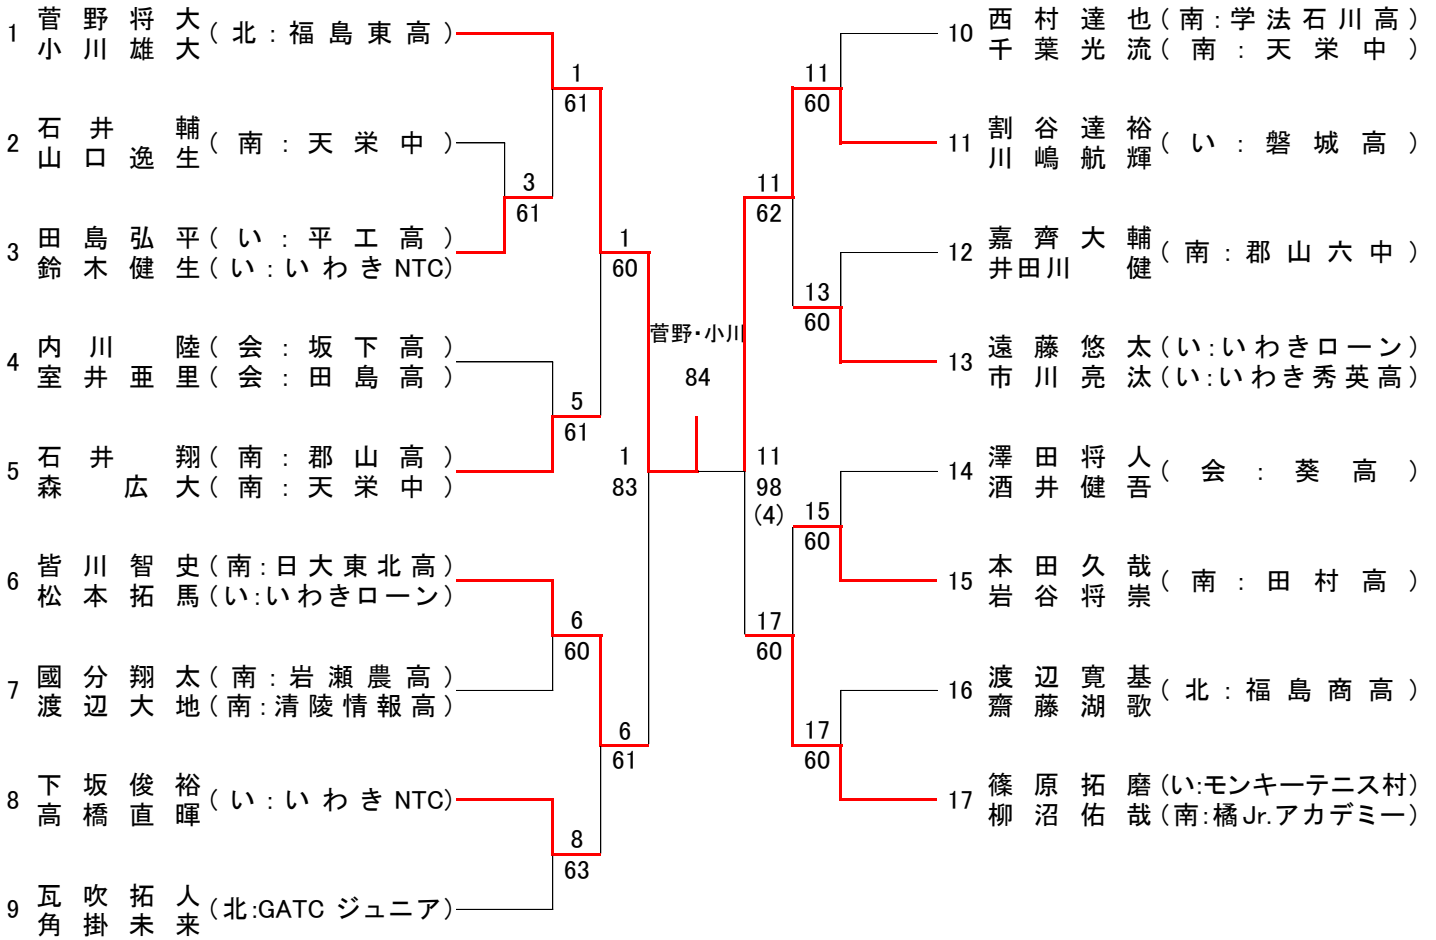 1 菅野将大 (北:福島東高)
小川雄大
2 石井輔 (南:天栄中)
山口逸生
3 田島弘平 (い:平工高)
鈴木健生 (い:いわきNTC)
4 内川陸 (会:坂下高)
室井亜里 (会:田島高)
5 石井翔 (南:郡山高)
森広大 (南:天栄中)
6 皆川智史 (南:日大東北高)
松本拓馬 (い:いわきローン)
7 國分翔太 (南:岩瀬農高)
渡辺大地 (南:清陵情報高)
8 下坂俊裕 (い:いわきNTC)
高橋直暉
9 瓦吹拓人 (北:GATC ジュニア)
角掛未来
1
61
3
61
1
60
5
61
1
83
6
60
6
61
8
63
菅野・小川
84
11
60
11
62
13
60
11
98
(4)
15
60
17
60
17
60
10 西村達也 (南:学法石川高)
千葉光流 (南:天栄中)
11 割谷達裕 (い:磐城高)
川嶋航輝
12 嘉齊大輔 (南:郡山六中)
井田川健
13 遠藤悠太 (い:いわきローン)
市川亮汰 (い:いわき秀英高)
14 澤田将人 (会:葵高)
酒井健吾
15 本田久哉 (南:田村高)
岩谷将崇
16 渡辺寛基 (北:福島商高)
齋藤湖歌
17 篠原拓磨 (い:モンキーテニス村)
柳沼佑哉 (南:橘Jr.アカデミー)